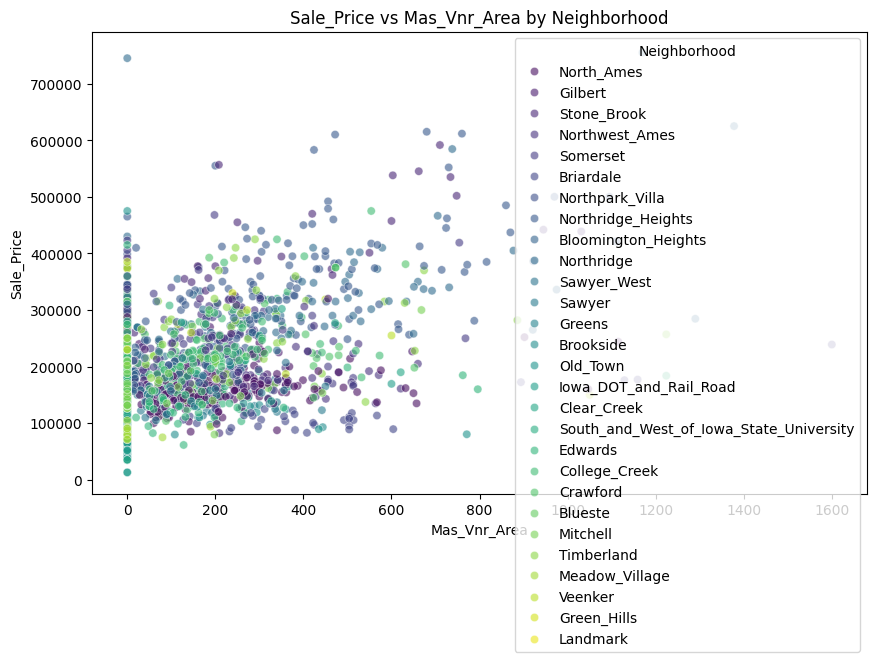 Sale_Price vs Mas_Vnr_Area by Neighborhood
Sale_Price
700000
600000
500000
400000
300000
200000
100000
0
0
200
400
600
800
1000
1200
1400
1600
Mas_Vnr_Area
Neighborhood
North_Ames
Gilbert
Stone_Brook
Northwest_Ames
Somerset
Briardale
Northpark_Villa
Northridge_Heights
Bloomington_Heights
Northridge
Sawyer_West
Sawyer
Greens
Brookside
Old_Town
Iowa_DOT_and_Rail_Road
Clear_Creek
South_and_West_of_Iowa_State_University
Edwards
College_Creek
Crawford
Blueste
Mitchell
Timberland
Meadow_Village
Veenker
Green_Hills
Landmark